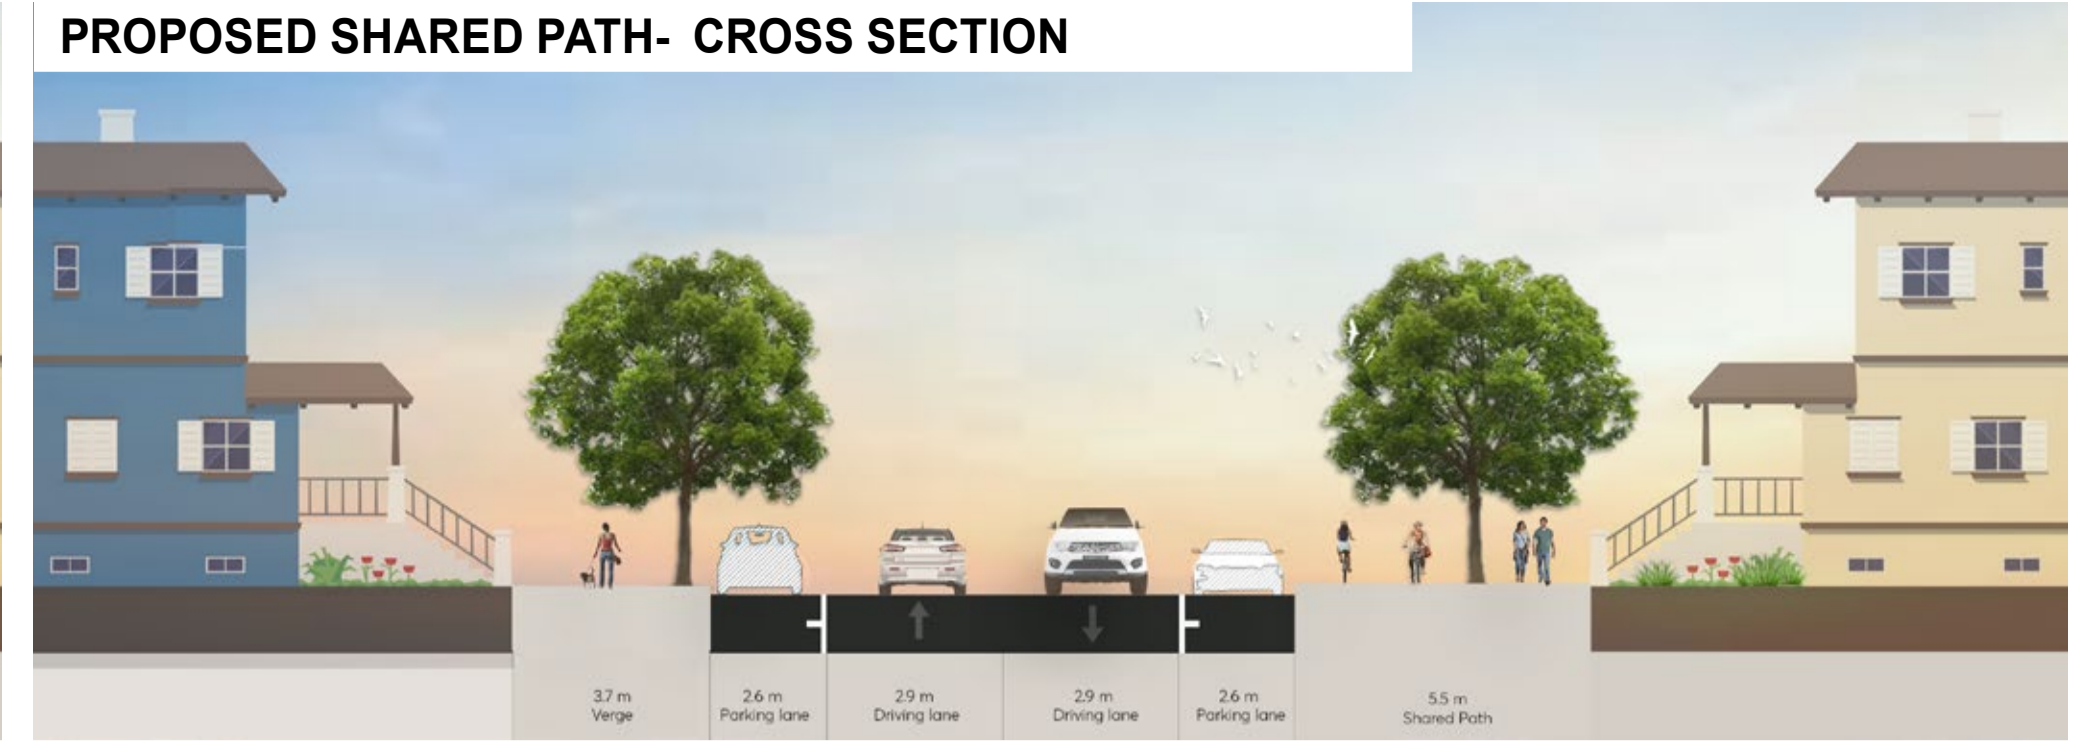 PROPOSED SHARED PATH- CROSS SECTION
3.7 m
Verge
2.6 m
Parking lane
2.9 m
Driving lane
2.9 m
Driving lane
2.6 m
Parking lane
5.5 m
Shared Path